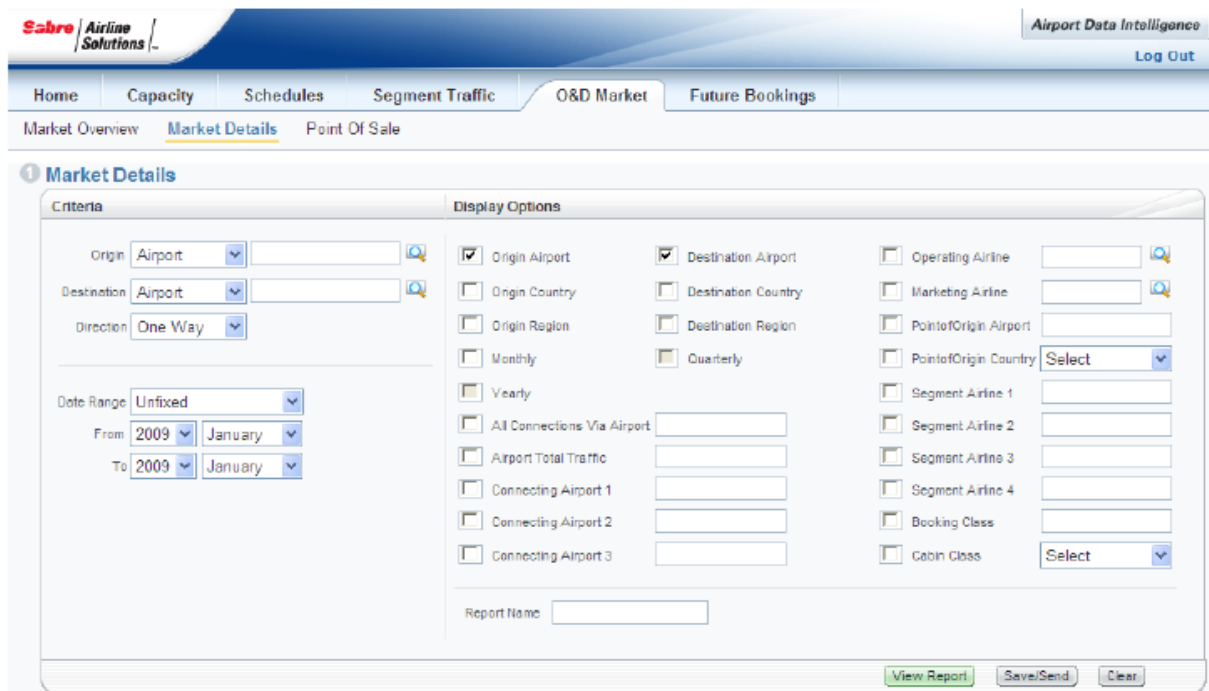 Sabre Airline Solutions
Airport Data Intelligence
Log Out
Home Capacity Schedules Segment Traffic O&D Market Future Bookings
Market Overview Market Details Point Of Sale
1 Market Details
Criteria Display Options
Origin Airport Origin Airport Destination Airport Operating Airline
Destination Airport Origin Country Destination Country Marketing Airline
Direction One Way Origin Region Destination Region PointofOrigin Airport
Monthly Quarterly PointofOrigin Country Select
Yearly Segment Airline 1
Date Range Unfixed
All Connections Via Airport Segment Airline 2
From 2009 January
Airport Total Traffic Segment Airline 3
To 2009 January
Connecting Airport 1 Segment Airline 4
Connecting Airport 2 Booking Class
Connecting Airport 3 Cabin Class Select
Report Name
View Report Save/Send Clear